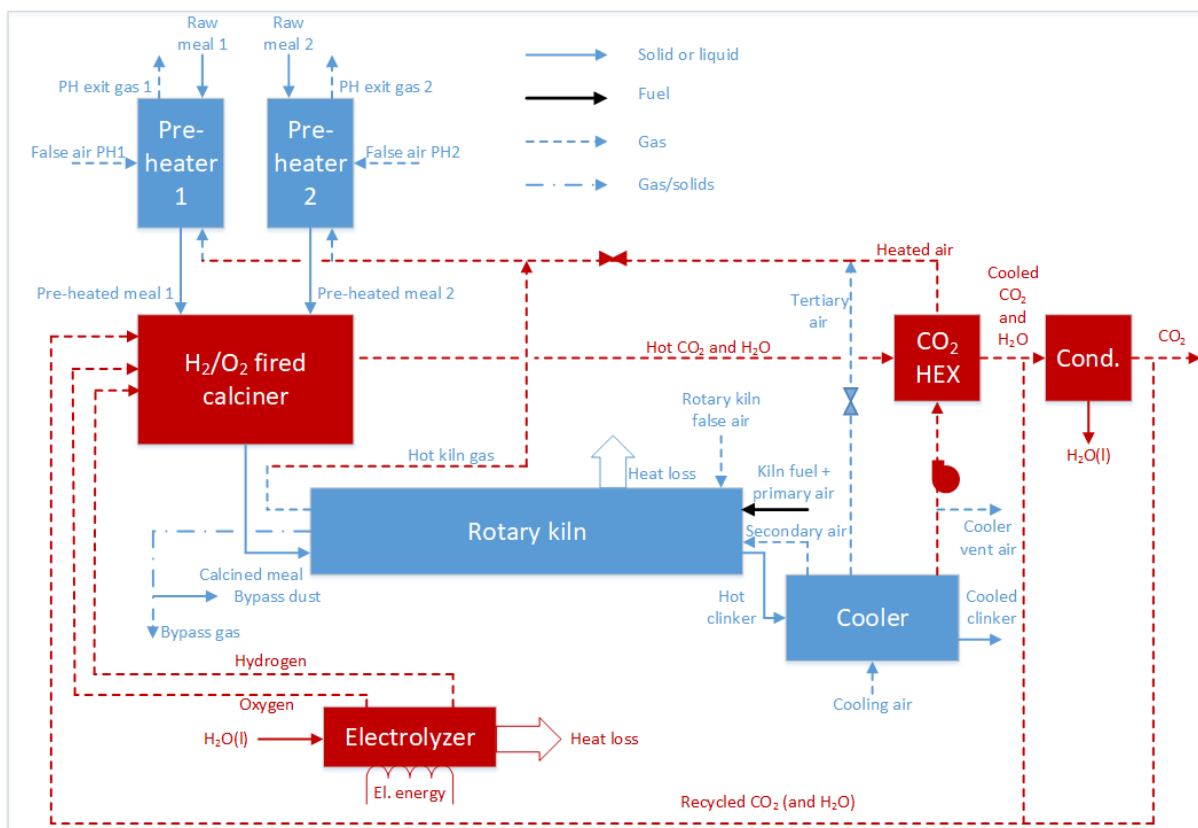 Raw
meal 1
Raw
meal 2
PH exit gas 1
PH exit gas 2
Solid or liquid
Fuel
Gas
Gas/solids
Pre-
heater
1
Pre-
heater
2
False air PH1
False air PH2
Heated air
Pre-heated meal 1
Pre-heated meal 2
Tertiary
air
Cooled
CO₂
and
H₂O
H₂/O₂ fired
calciner
Hot CO₂ and H₂O
CO₂
HEX
Cond.
CO₂
Rotary kiln
false air
Hot kiln gas
Heat loss
Kiln fuel +
primary air
H₂O(l)
Rotary kiln
Secondary air
Cooler
vent air
Calcined meal
Bypass dust
Bypass gas
Hot
clinker
Cooler
Cooled
clinker
Hydrogen
Oxygen
Cooling air
H₂O(l)
Electrolyzer
Heat loss
El. energy
Recycled CO₂ (and H₂O)